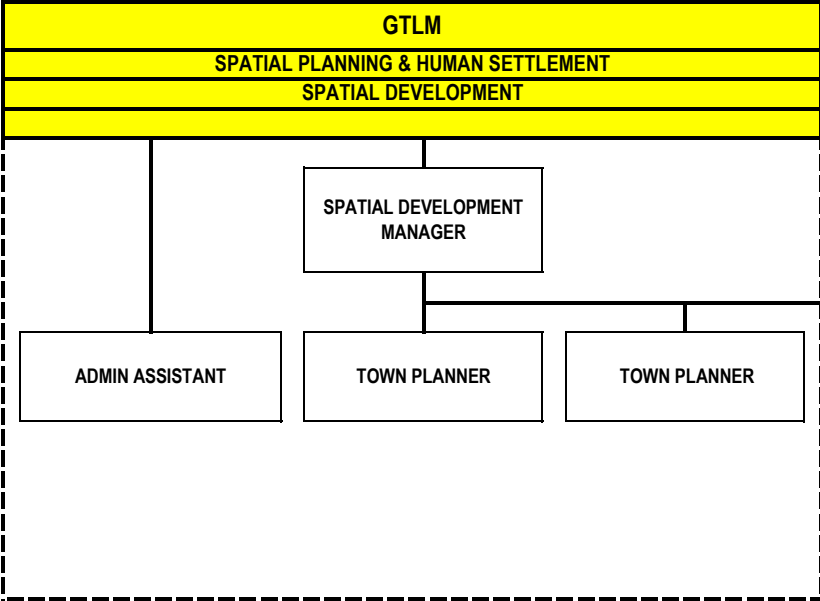 GTLM
SPATIAL PLANNING & HUMAN SETTLEMENT
SPATIAL DEVELOPMENT
SPATIAL DEVELOPMENT
MANAGER
ADMIN ASSISTANT
TOWN PLANNER
TOWN PLANNER